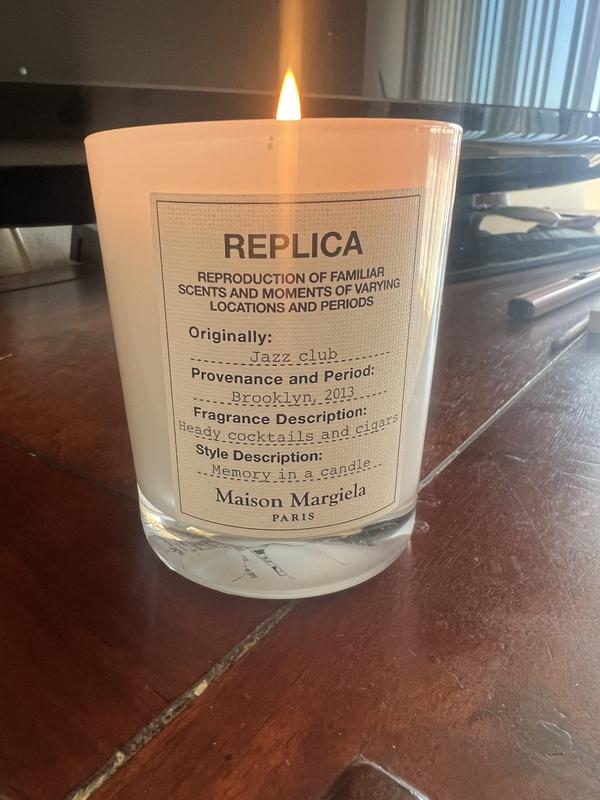 REPLICA
REPRODUCTION OF FAMILIAR
SCENTS AND MOMENTS OF VARYING
LOCATIONS AND PERIODS
Originally:
Jazz club
Provenance and Period:
Brooklyn, 2013
Fragrance Description:
Heady cocktails and cigars
Style Description:
Memory in a candle
Maison Margiela
PARIS